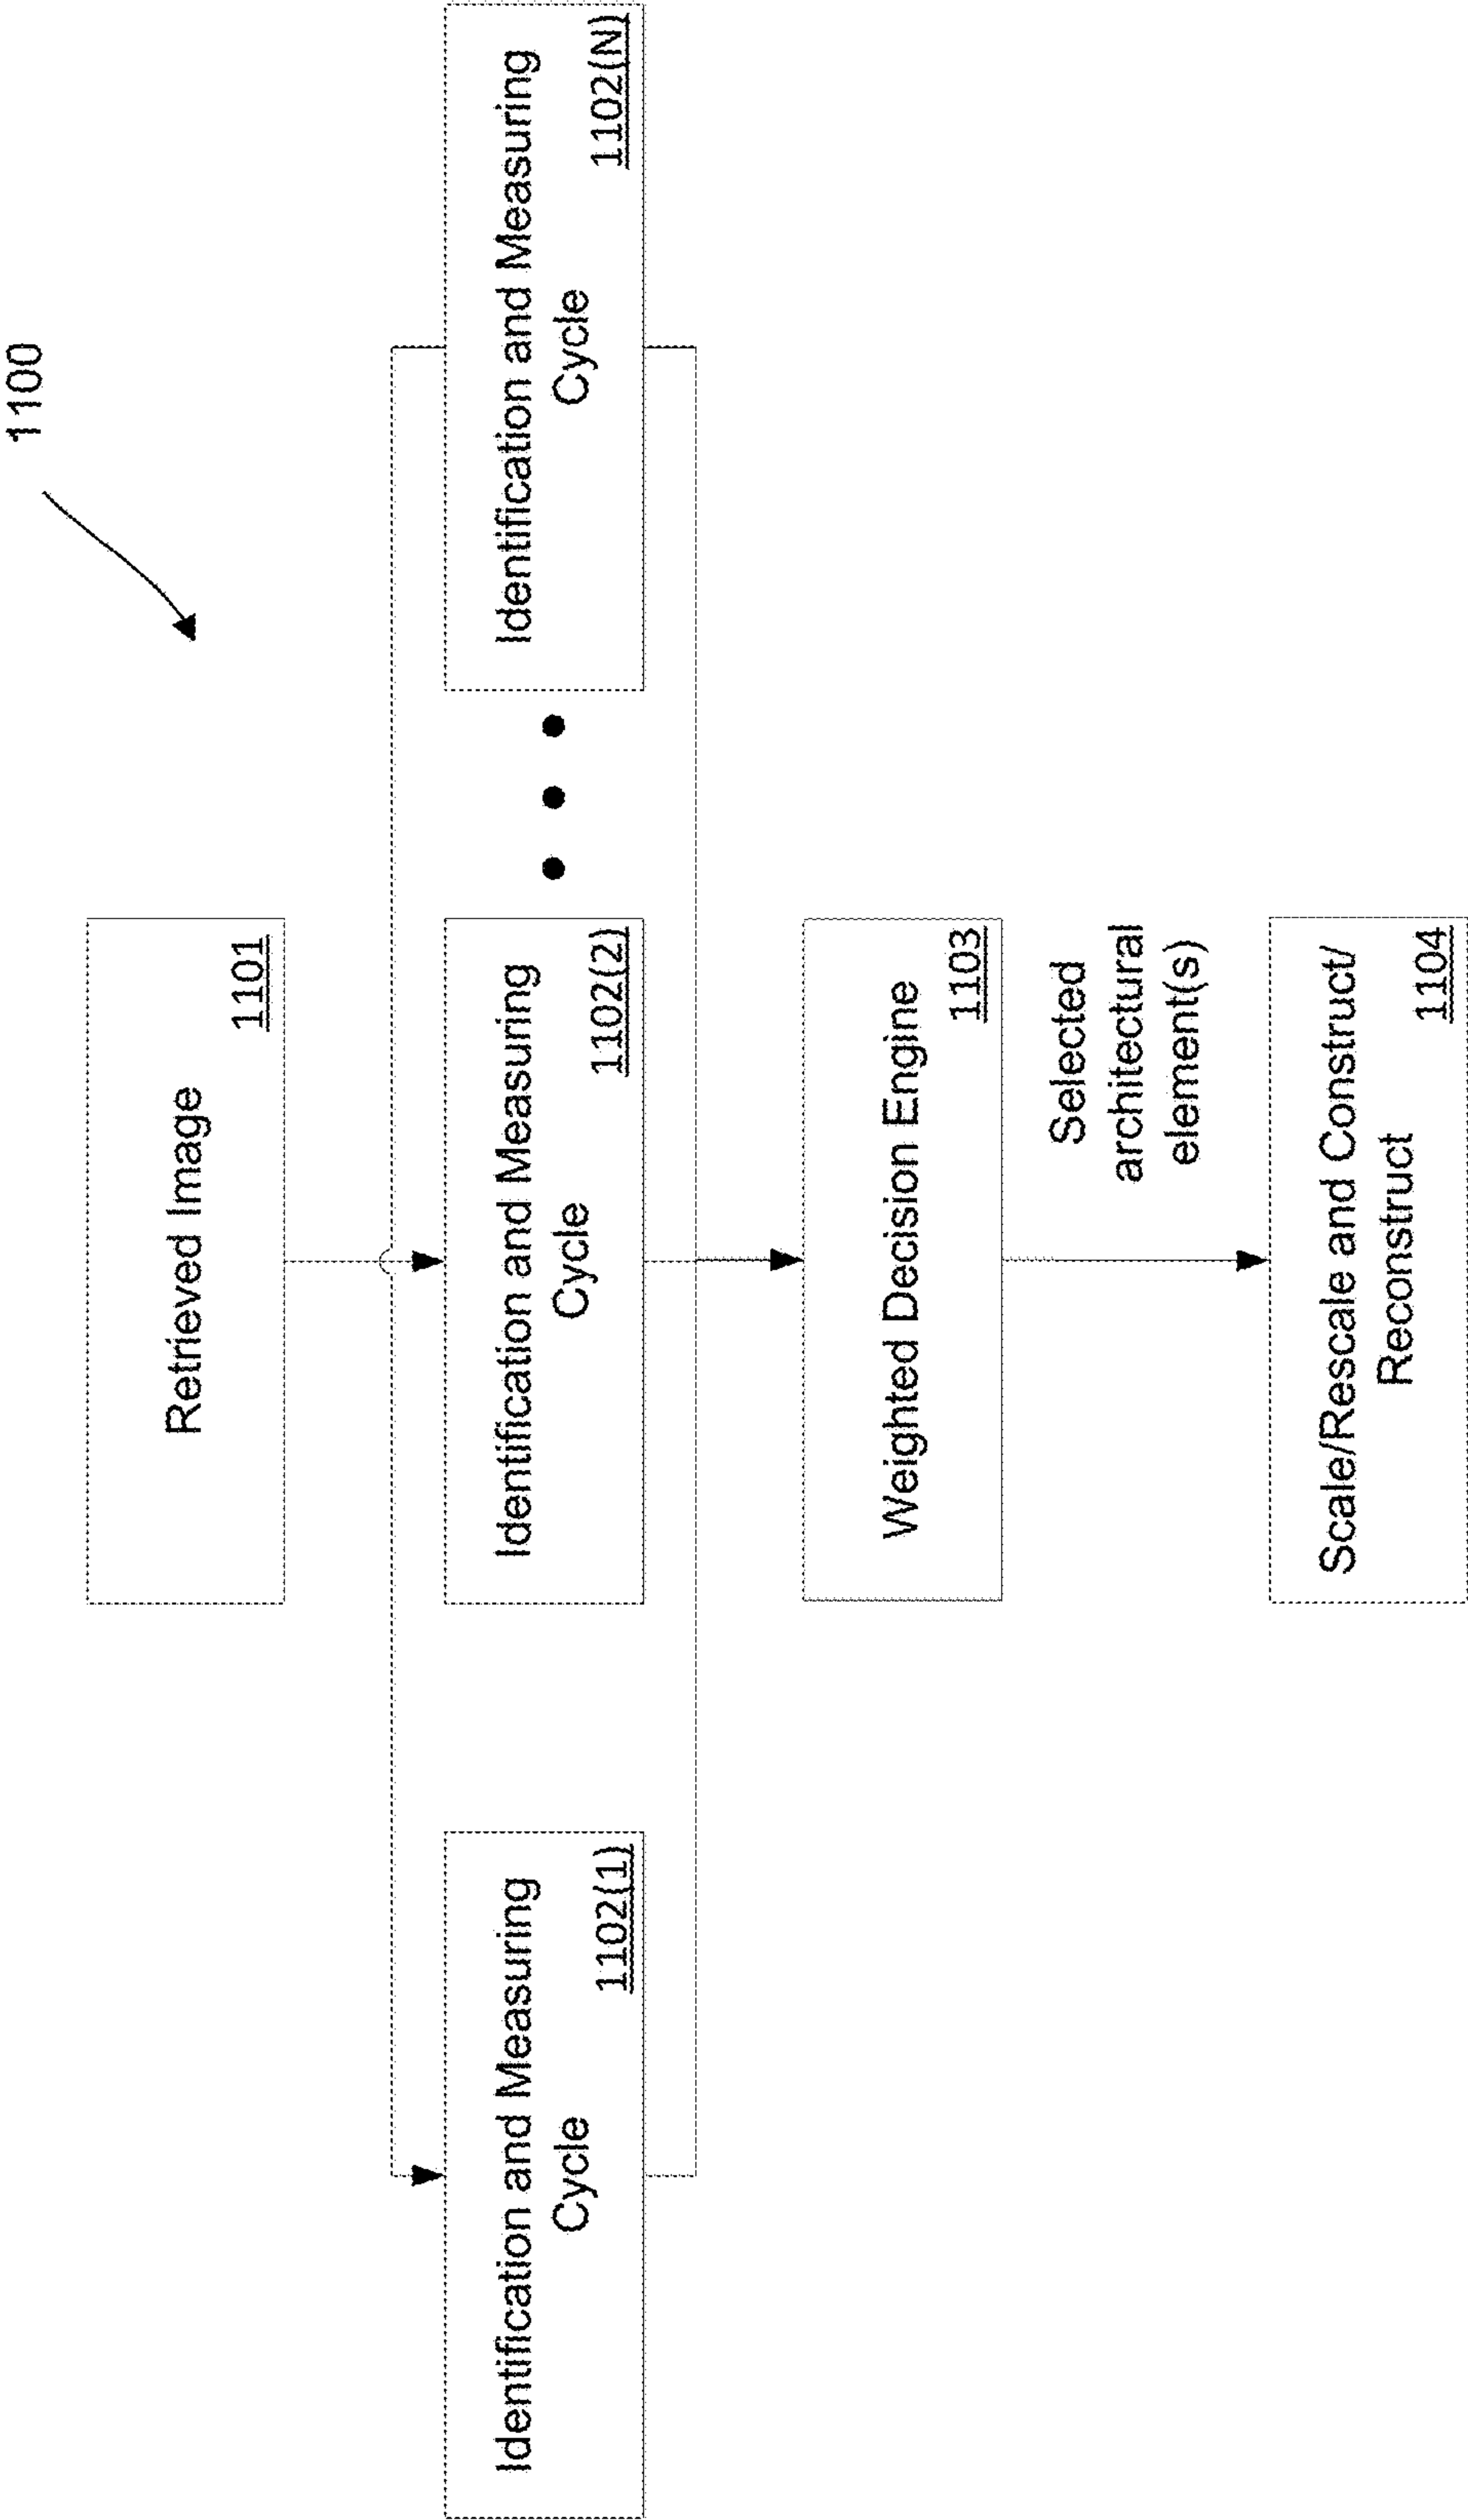 1100
Retrieved Image
1101
Identification and Measuring
Cycle
1102(1)
Identification and Measuring
Cycle
1102(2)
Identification and Measuring
Cycle
1102(N)
Weighted Decision Engine
1103
Selected
architectural
element(s)
Scale/Rescale and Construct/
Reconstruct
1104